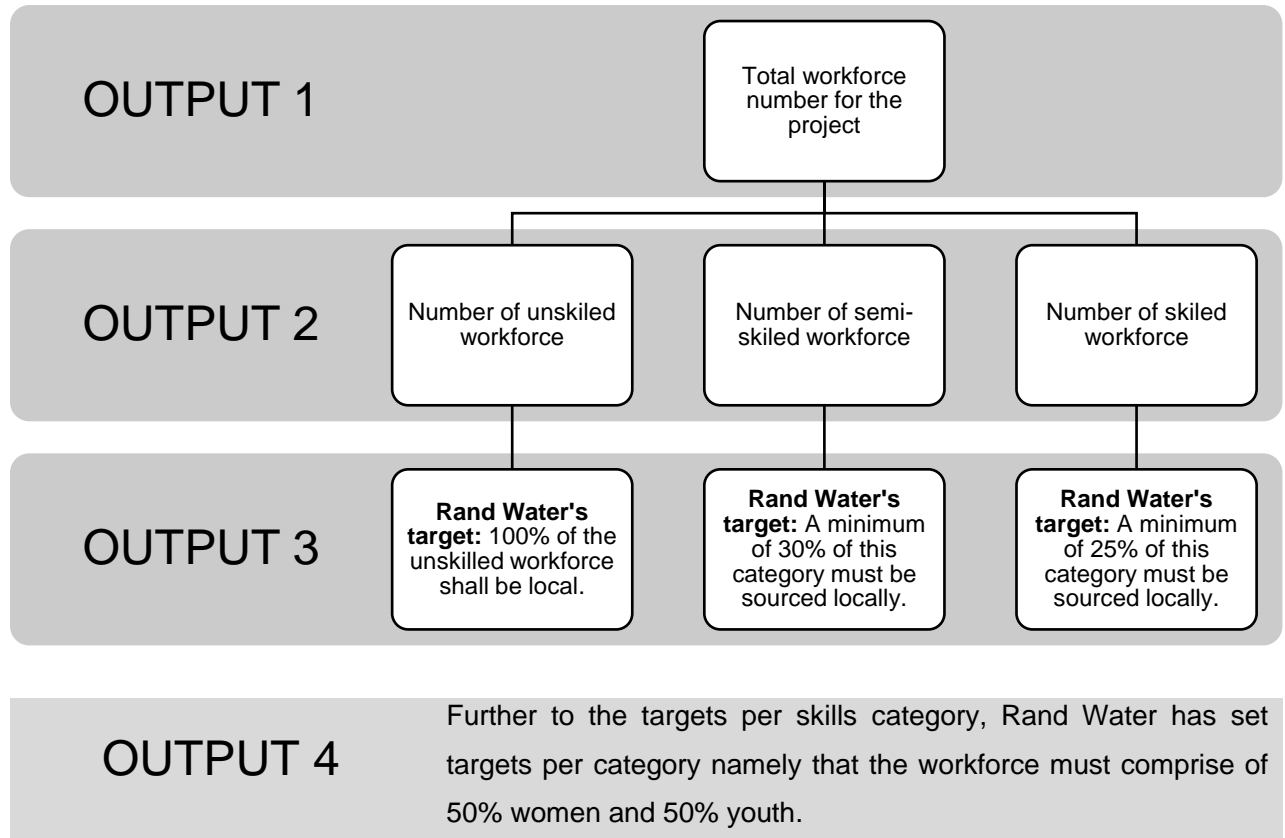 OUTPUT 1
Total workforce
number for the
project
OUTPUT 2
Number of unskiled
workforce
Number of semi-
skiled workforce
Number of skiled
workforce
OUTPUT 3
Rand Water's
target: 100% of the
unskilled workforce
shall be local.
Rand Water's
target: A minimum
of 30% of this
category must be
sourced locally.
Rand Water's
target: A minimum
of 25% of this
category must be
sourced locally.
OUTPUT 4
Further to the targets per skills category, Rand Water has set
targets per category namely that the workforce must comprise of
50% women and 50% youth.